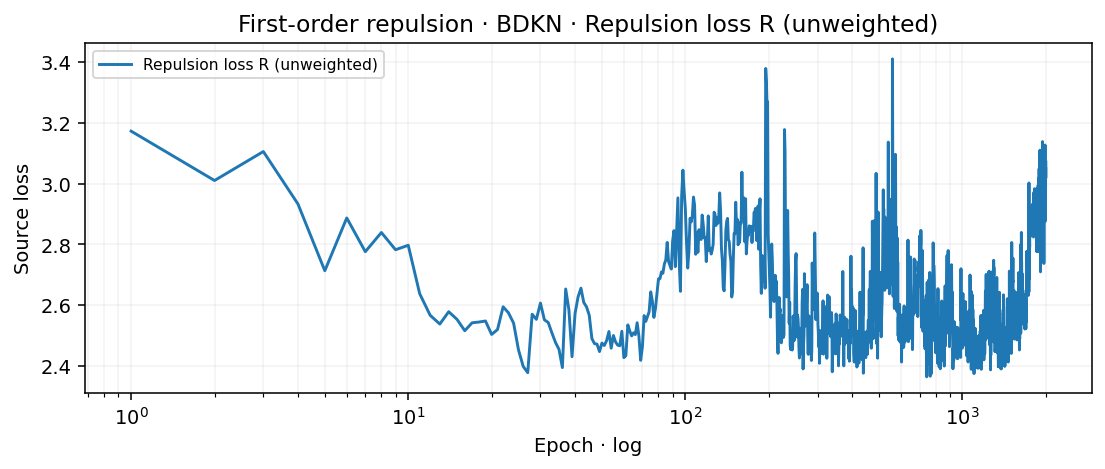 First-order repulsion · BDKN · Repulsion loss R (unweighted)
Repulsion loss R (unweighted)
Source loss
3.4
3.2
3.0
2.8
2.6
2.4
10⁰
10¹
10²
10³
Epoch · log